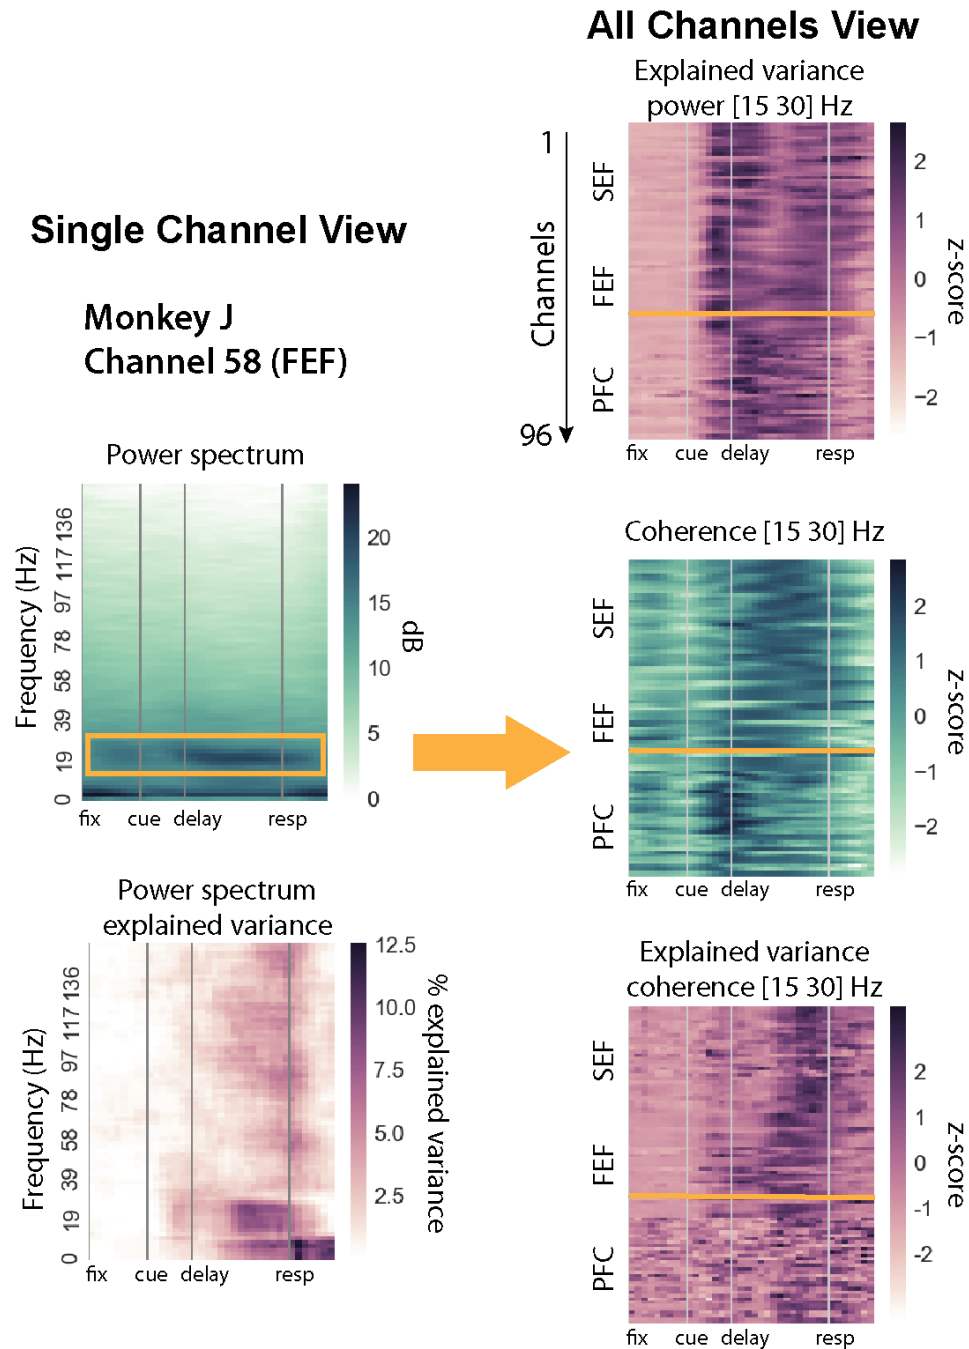 All Channels View
Explained variance
power [15 30] Hz
1
Channels
96
SEF
FEF
PFC
2
1
0
−1
−2
z-score
fix cue delay resp
Single Channel View
Monkey J
Channel 58 (FEF)
Power spectrum
Frequency (Hz)
136
117
97
78
58
39
19
0
20
15
10
5
0
dB
fix cue delay resp
Coherence [15 30] Hz
SEF
FEF
PFC
2
1
0
−1
−2
z-score
fix cue delay resp
Power spectrum
explained variance
Frequency (Hz)
136
117
97
78
58
39
19
0
12.5
10.0
7.5
5.0
2.5
% explained variance
fix cue delay resp
Explained variance
coherence [15 30] Hz
SEF
FEF
PFC
2
1
0
-1
-2
z-score
fix cue delay resp